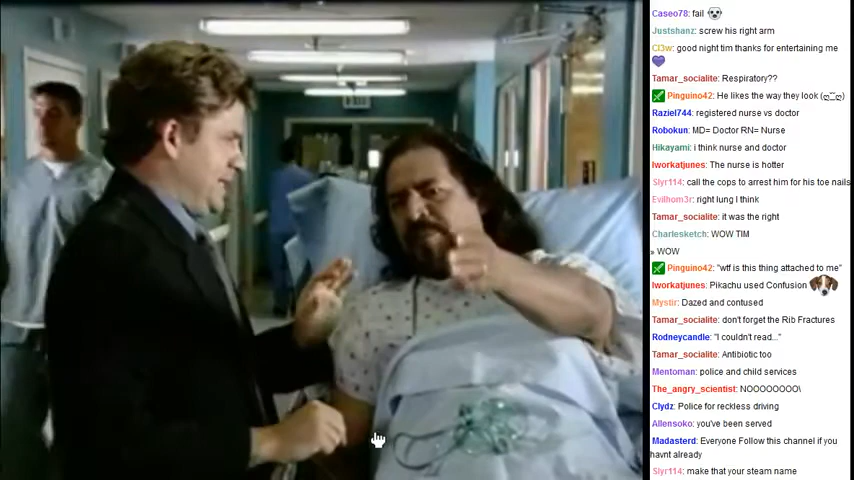 Caseo78: fail
Justshanz: screw his right arm
Cl3w: good night tim thanks for entertaining me
Tamar_socialite: Respiratory??
Pinguino42: He likes the way they look (ღ˘⌣˘ღ)
Raziel744: registered nurse vs doctor
Robokun: MD= Doctor RN= Nurse
Hikayami: i think nurse and doctor
Iworkatjunes: The nurse is hotter
Slyr114: call the cops to arrest him for his toe nails
Evilhom3r: right lung I think
Tamar_socialite: it was the right
Charlesketch: WOW TIM
» WOW
Pinguino42: "wtf is this thing attached to me"
Iworkatjunes: Pikachu used Confusion
Mystir: Dazed and contused
Tamar_socialite: don't forget the Rib Fractures
Rodneycandle: "I couldn't read..."
Tamar_socialite: Antibiotic too
Mentoman: police and child services
The_angry_scientist: NOOOOOOOO\
Clydz: Police for reckless driving
Allensoko: you've been served
Madasterd: Everyone Follow this channel if you
havnt already
Slyr114: make that your steam name